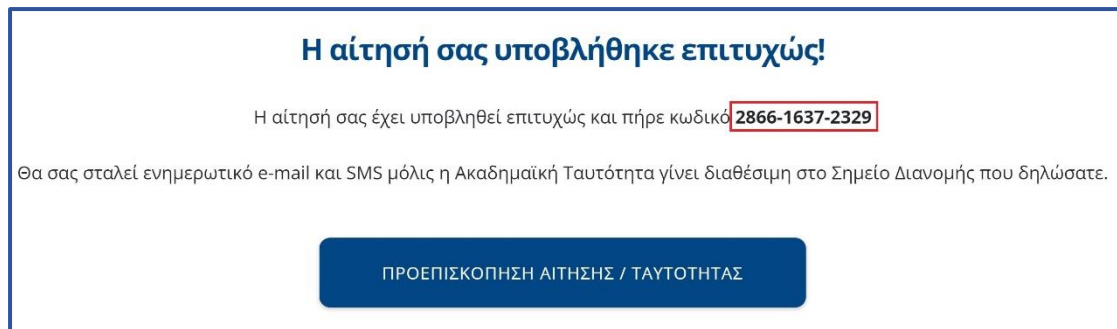 Η αίτησή σας υποβλήθηκε επιτυχώς!
Η αίτησή σας έχει υποβληθεί επιτυχώς και πήρε κωδικό 2866-1637-2329
Θα σας σταλεί ενημερωτικό e-mail και SMS μόλις η Ακαδημαϊκή Ταυτότητα γίνει διαθέσιμη στο Σημείο Διανομής που δηλώσατε.
ΠΡΟΕΠΙΣΚΟΠΗΣΗ ΑΙΤΗΣΗΣ / ΤΑΥΤΟΤΗΤΑΣ